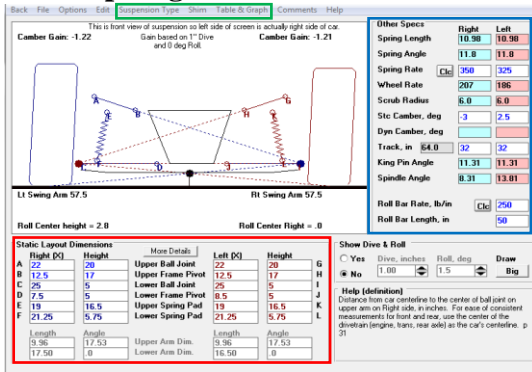 Back File Options Edit Suspension Type Shim Table & Graph Comments Help
This is front view of suspension so left side of screen is actually right side of car.
Camber Gain: -1.22 Gain based on 1" Dive Camber Gain: -1.21
and 0 deg Roll.
A B E G H
D J
Lt Swing Arm 57.5 Rt Swing Arm 57.5
Roll Center height = 2.8 Roll Center Right = .0
Other Specs Right Left
Spring Length 10.98 10.98
Spring Angle 11.8 11.8
Spring Rate Clc 350 325
Wheel Rate 207 186
Scrub Radius 6.0 6.0
Stc Camber, deg -3 2.5
Dyn Camber, deg
Track, in 64.0 32 32
King Pin Angle 11.31 11.31
Spindle Angle 8.31 13.81
Roll Bar Rate, lb/in Clc 250
Roll Bar Length, in 50
Static Layout Dimensions
Right (X) Height More Details Left (X) Height
A 22 20 Upper Ball Joint 22 20 G
B 12.5 17 Upper Frame Pivot 12.5 17 H
C 25 5 Lower Ball Joint 25 5 I
D 7.5 5 Lower Frame Pivot 8.5 5 J
E 19 16.5 Upper Spring Pad 19 16.5 K
F 21.25 5.75 Lower Spring Pad 21.25 5.75 L
Length Angle Length Angle
9.96 17.53 Upper Arm Dim. 9.96 17.53
17.50 .0 Lower Arm Dim. 16.50 .0
Show Dive & Roll
Yes Dive, inches Roll, deg Draw
No 1.00 1.5 Big
Help (definition)
Distance from car centerline to the center of ball joint on
upper arm on Right side, in inches. For ease of consistent
measurements for front and rear, use the center of the
drivetrain (engine, trans, rear axle) as the car's centerline. p
31